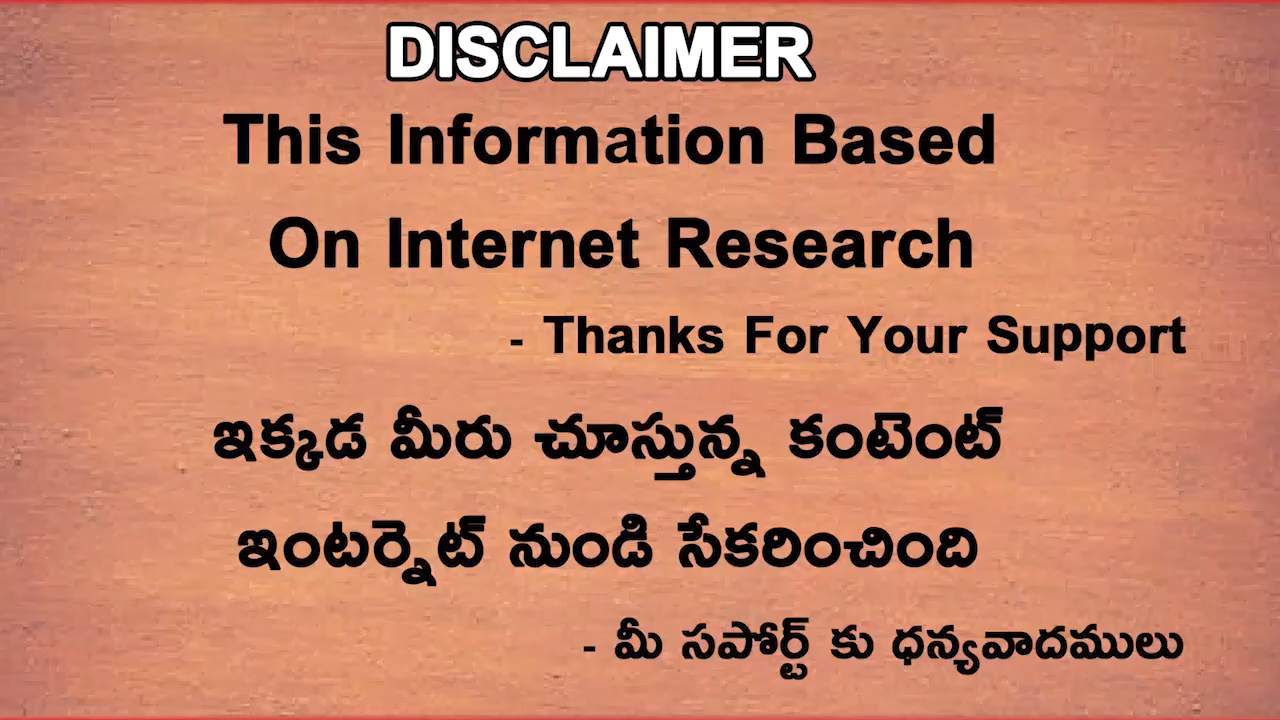 DISCLAIMER
This Information Based
On Internet Research
- Thanks For Your Support
ఇక్కడ మీరు చూస్తున్న కంటెంట్
ఇంటర్నెట్ నుండి సేకరించింది
- మీ సపోర్ట్ కు ధన్యవాదములు